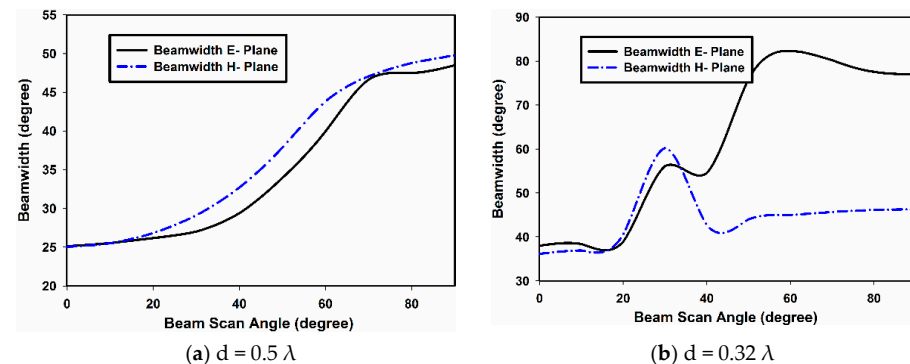 55
50
45
40
35
30
25
20
Beamwidth (degree)
Beamwidth E- Plane
Beamwidth H- Plane
0 20 40 60 80
Beam Scan Angle (degree)
(a) d = 0.5 λ
90
80
70
60
50
40
30
Beamwidth (degree)
Beamwidth E- Plane
Beamwidth H- Plane
0 20 40 60 80
Beam Scan Angle (degree)
(b) d = 0.32 λ